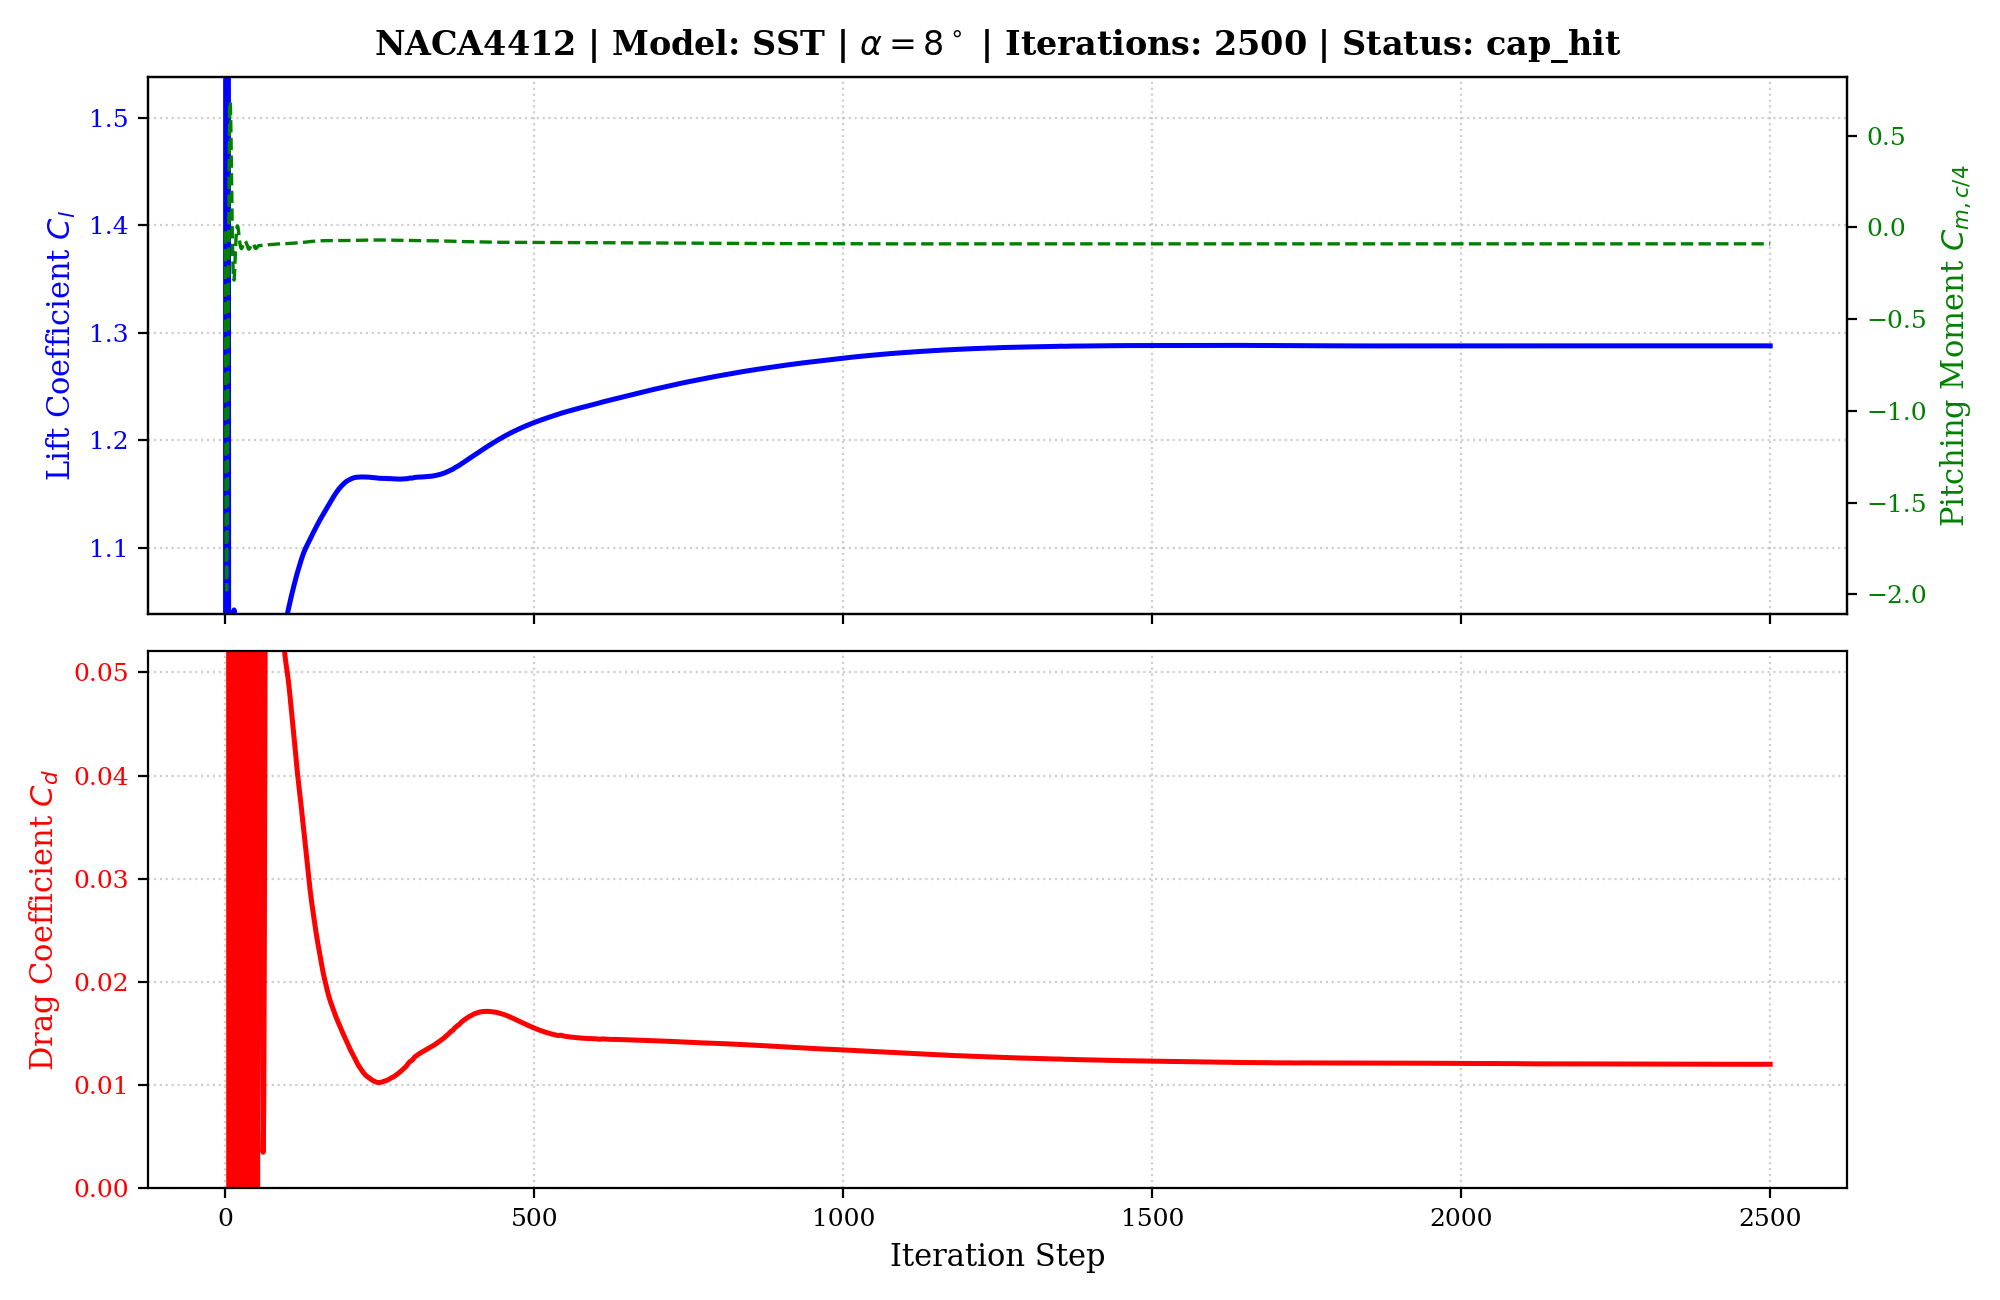 NACA4412 | Model: SST | α = 8° | Iterations: 2500 | Status: cap_hit
Lift Coefficient C_l
1.5
1.4
1.3
1.2
1.1
0.5
0.0
−0.5
−1.0
−1.5
−2.0
Pitching Moment C_{m, c/4}
Drag Coefficient C_d
0.05
0.04
0.03
0.02
0.01
0.00
0 500 1000 1500 2000 2500
Iteration Step